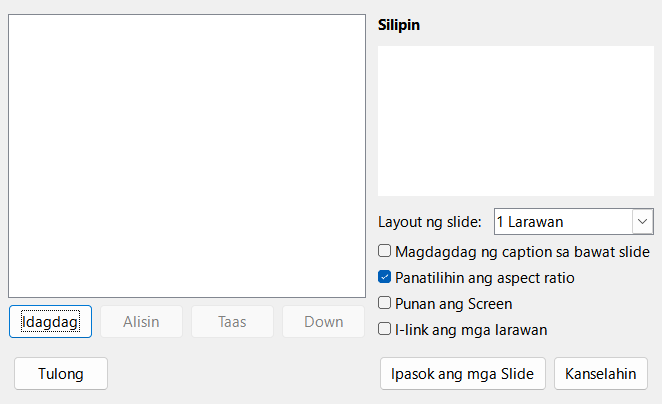 Silipin
Layout ng slide: 1 Larawan
Magdagdag ng caption sa bawat slide
Panatilihin ang aspect ratio
Punan ang Screen
I-link ang mga larawan
Idagdag Alisin Taas Down
Tulong Ipasok ang mga Slide Kanselahin